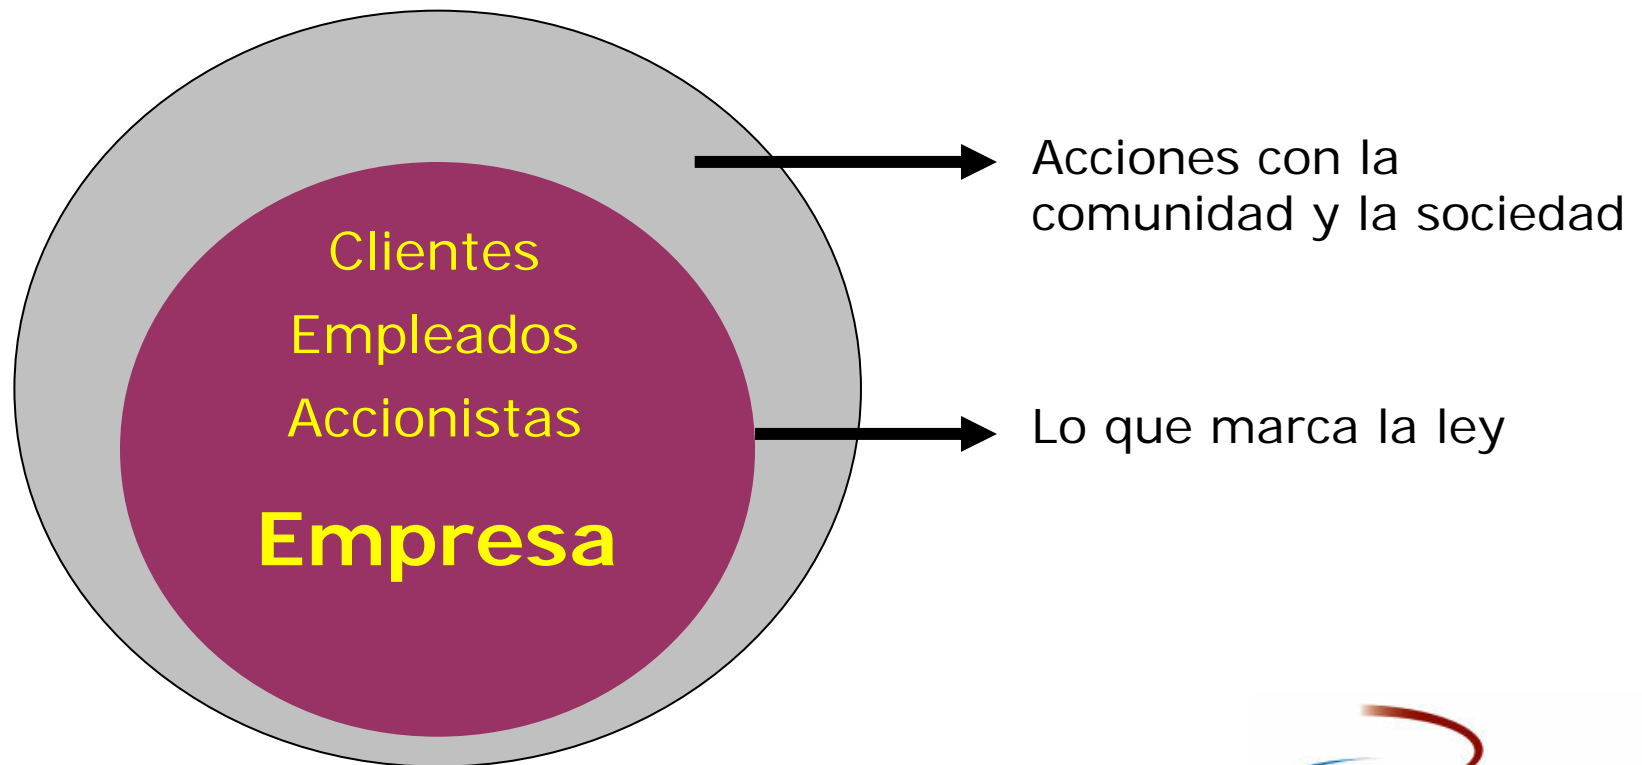 Acciones con la
comunidad y la sociedad
Clientes
Empleados
Accionistas
Lo que marca la ley
Empresa